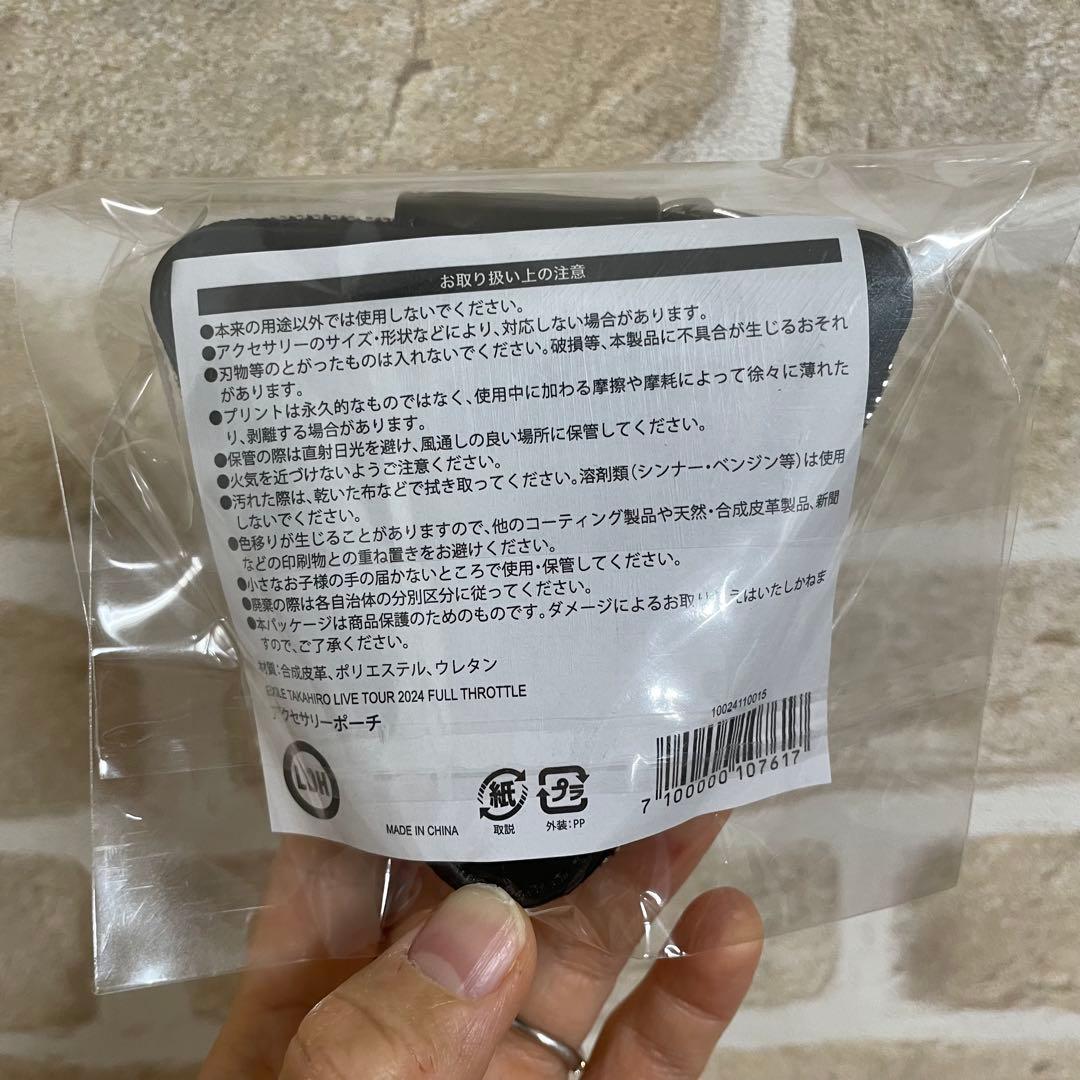 お取り扱い上の注意
●本来の用途以外では使用しないでください。
●アクセサリーのサイズ・形状などにより、対応しない場合があります。
●刃物等のとがったものは入れないでください。破損等、本製品に不具合が生じるおそれ
があります。
●プリントは永久的なものではなく、使用中に加わる摩擦や摩耗によって徐々に薄れた
り、剥離する場合があります。
●保管の際は直射日光を避け、風通しの良い場所に保管してください。
●火気を近づけないようご注意ください。
●汚れた際は、乾いた布などで拭き取ってください。溶剤類（シンナー・ベンジン等）は使用
しないでください。
●色移りが生じることがありますので、他のコーティング製品や天然・合成皮革製品、新聞
などの印刷物との重ね置きをお避けください。
●小さなお子様の手の届かないところで使用・保管してください。
●廃棄の際は各自治体の分別区分に従ってください。
●本パッケージは商品保護のためのものです。ダメージによるお取り替えはいたしかねま
すので、ご了承ください。
材質：合成皮革、ポリエステル、ウレタン
EXILE TAKAHIRO LIVE TOUR 2024 FULL THROTTLE
アクセサリーポーチ
LDH
MADE IN CHINA
紙
取説
プラ
外装：PP
10024110015
7 100000 107617